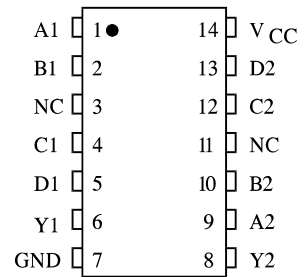 A1 1 14 V CC
B1 2 13 D2
NC 3 12 C2
C1 4 11 NC
D1 5 10 B2
Y1 6 9 A2
GND 7 8 Y2